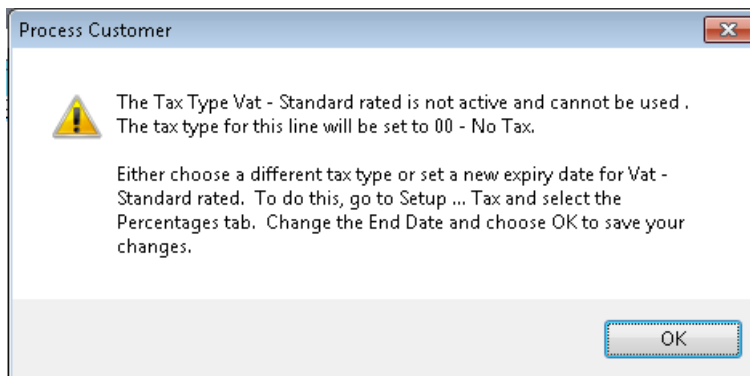 Process Customer
The Tax Type Vat - Standard rated is not active and cannot be used .
The tax type for this line will be set to 00 - No Tax.
Either choose a different tax type or set a new expiry date for Vat -
Standard rated. To do this, go to Setup ... Tax and select the
Percentages tab. Change the End Date and choose OK to save your
changes.
OK